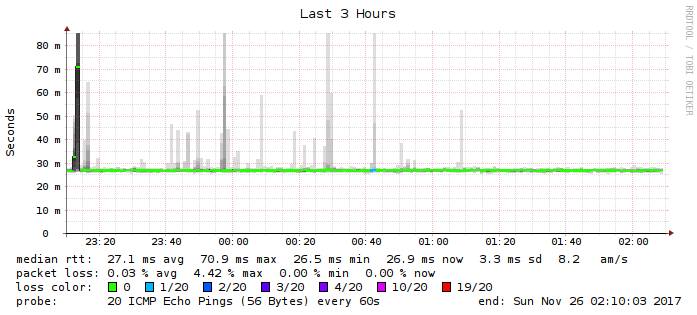 Last 3 Hours
RRDTOOL / TOBI OETIKER
Seconds
80 m
70 m
60 m
50 m
40 m
30 m
20 m
10 m
0
23:20 23:40 00:00 00:20 00:40 01:00 01:20 01:40 02:00
median rtt: 27.1 ms avg 70.9 ms max 26.5 ms min 26.9 ms now 3.3 ms sd 8.2 am/s
packet loss: 0.03 % avg 4.42 % max 0.00 % min 0.00 % now
loss color: 0 1/20 2/20 3/20 4/20 10/20 19/20
probe: 20 ICMP Echo Pings (56 Bytes) every 60s end: Sun Nov 26 02:10:03 2017